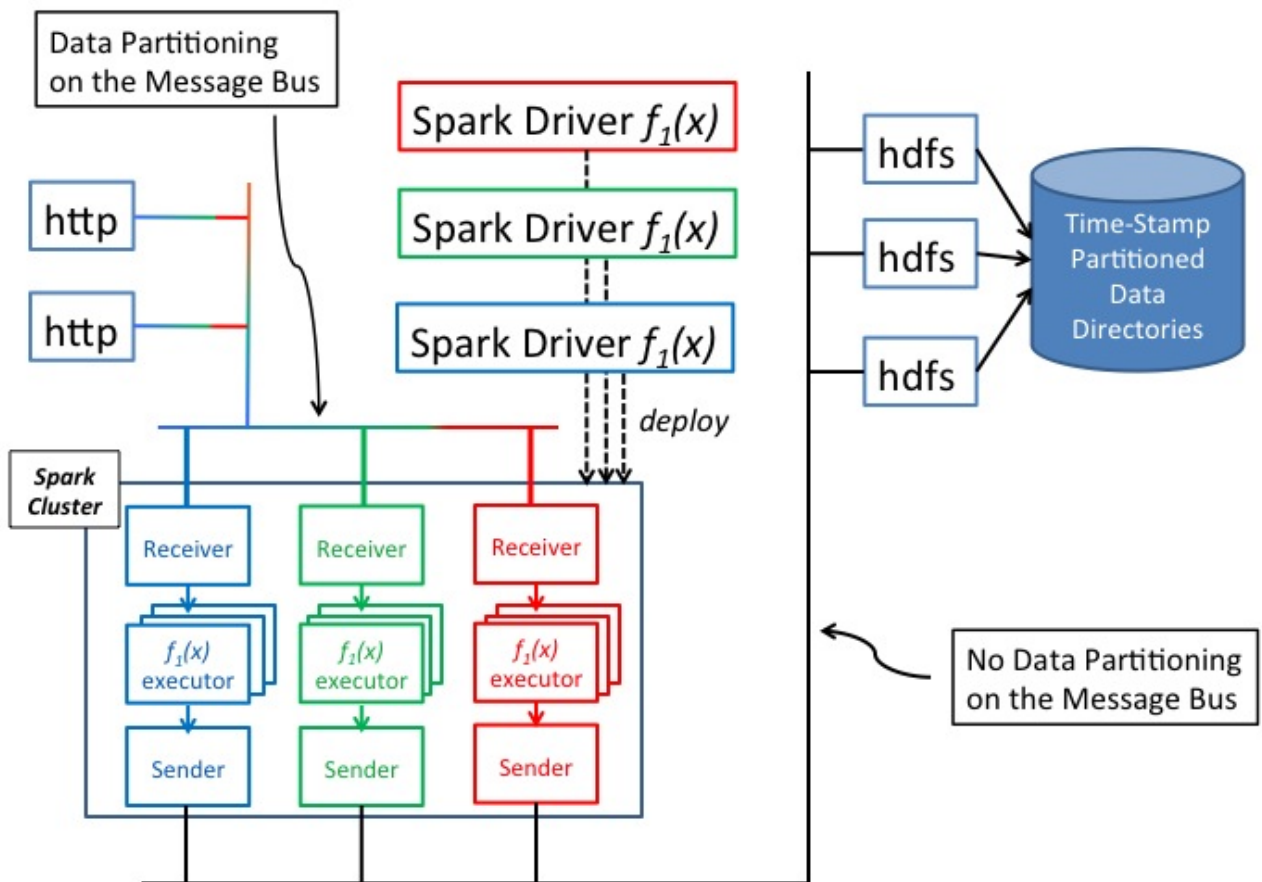 Data Partitioning
on the Message Bus
Spark Driver f₁(x)
Spark Driver f₁(x)
Spark Driver f₁(x)
http
http
hdfs
hdfs
hdfs
Time-Stamp
Partitioned
Data
Directories
deploy
Spark
Cluster
Receiver
Receiver
Receiver
f₁(x)
executor
f₁(x)
executor
f₁(x)
executor
Sender
Sender
Sender
No Data Partitioning
on the Message Bus